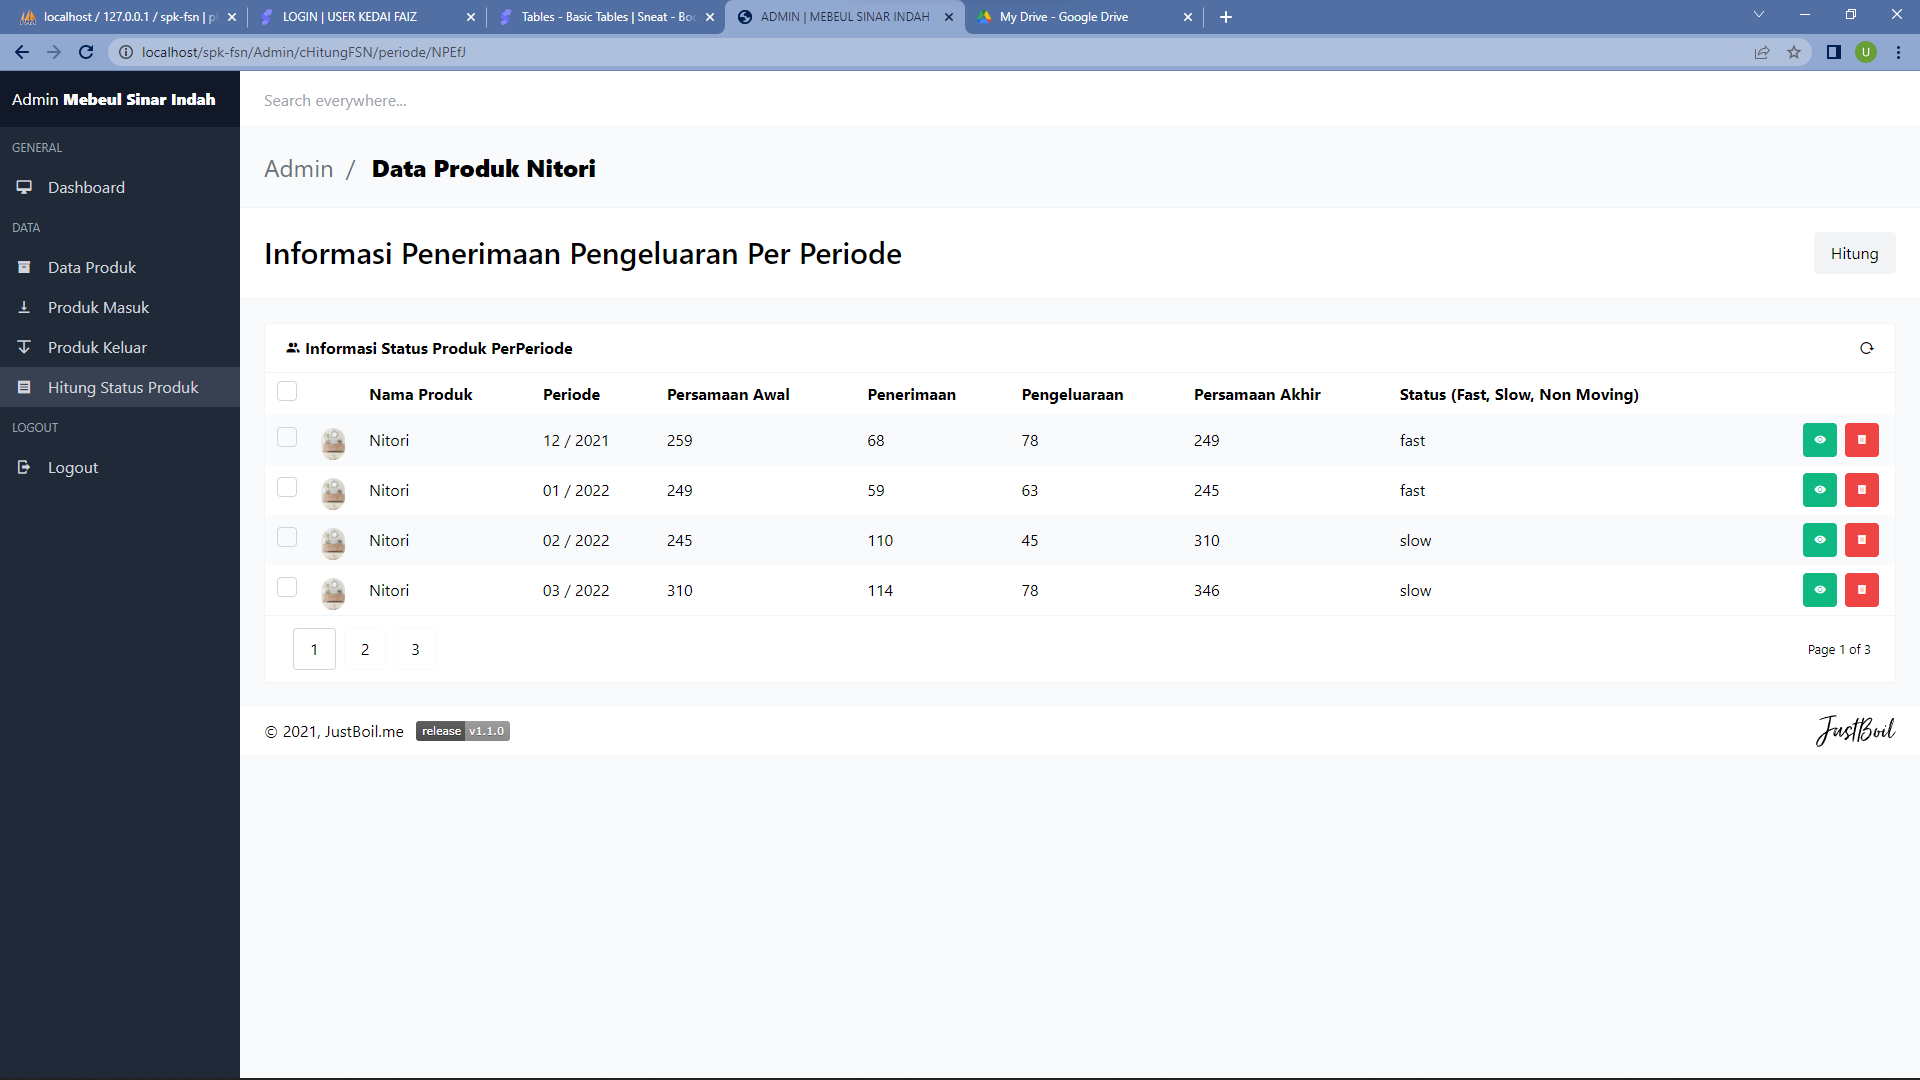 localhost / 127.0.0.1 / spk-fsn | p
LOGIN | USER KEDAI FAIZ
Tables - Basic Tables | Sneat - Boo
ADMIN | MEBEUL SINAR INDAH
My Drive - Google Drive
localhost/spk-fsn/Admin/cHitungFSN/periode/NPEfJ
U
Admin Mebeul Sinar Indah
Search everywhere...
GENERAL
Dashboard
DATA
Data Produk
Produk Masuk
Produk Keluar
Hitung Status Produk
LOGOUT
Logout
Admin / Data Produk Nitori
Informasi Penerimaan Pengeluaran Per Periode
Hitung
Informasi Status Produk PerPeriode
Nama Produk Periode Persamaan Awal Penerimaan Pengeluaraan Persamaan Akhir Status (Fast, Slow, Non Moving)
Nitori 12 / 2021 259 68 78 249 fast
Nitori 01 / 2022 249 59 63 245 fast
Nitori 02 / 2022 245 110 45 310 slow
Nitori 03 / 2022 310 114 78 346 slow
1 2 3
Page 1 of 3
© 2021, JustBoil.me release v1.1.0
JustBoil